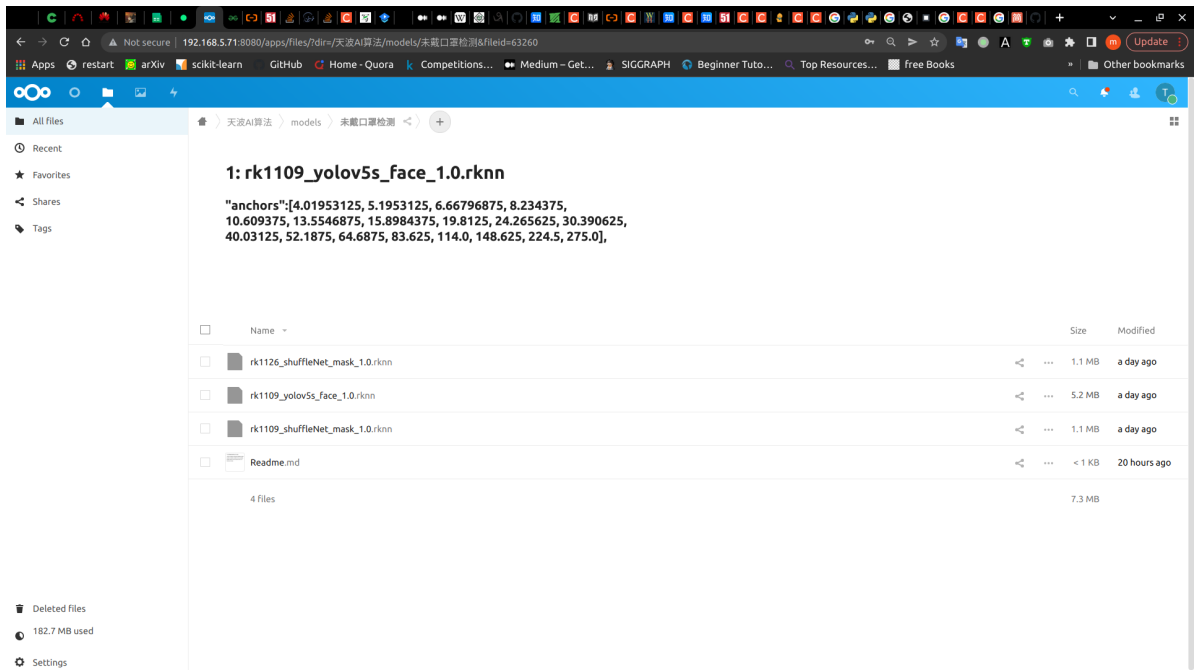 Not secure | 192.168.5.71:8080/apps/files/?dir=/天波AI算法/models/未戴口罩检测&fileid=63260
Update
Apps restart arXiv scikit-learn GitHub Home - Quora Competitions... Medium – Get... SIGGRAPH Beginner Tuto... Top Resources... free Books » Other bookmarks
T
All files
天波AI算法 models 未戴口罩检测 +
Recent
Favorites
Shares
Tags
1: rk1109_yolov5s_face_1.0.rknn
"anchors":[4.01953125, 5.1953125, 6.66796875, 8.234375,
10.609375, 13.5546875, 15.8984375, 19.8125, 24.265625, 30.390625,
40.03125, 52.1875, 64.6875, 83.625, 114.0, 148.625, 224.5, 275.0],
Name Size Modified
rk1126_shuffleNet_mask_1.0.rknn 1.1 MB a day ago
rk1109_yolov5s_face_1.0.rknn 5.2 MB a day ago
rk1109_shuffleNet_mask_1.0.rknn 1.1 MB a day ago
Readme.md < 1 KB 20 hours ago
4 files 7.3 MB
Deleted files
182.7 MB used
Settings